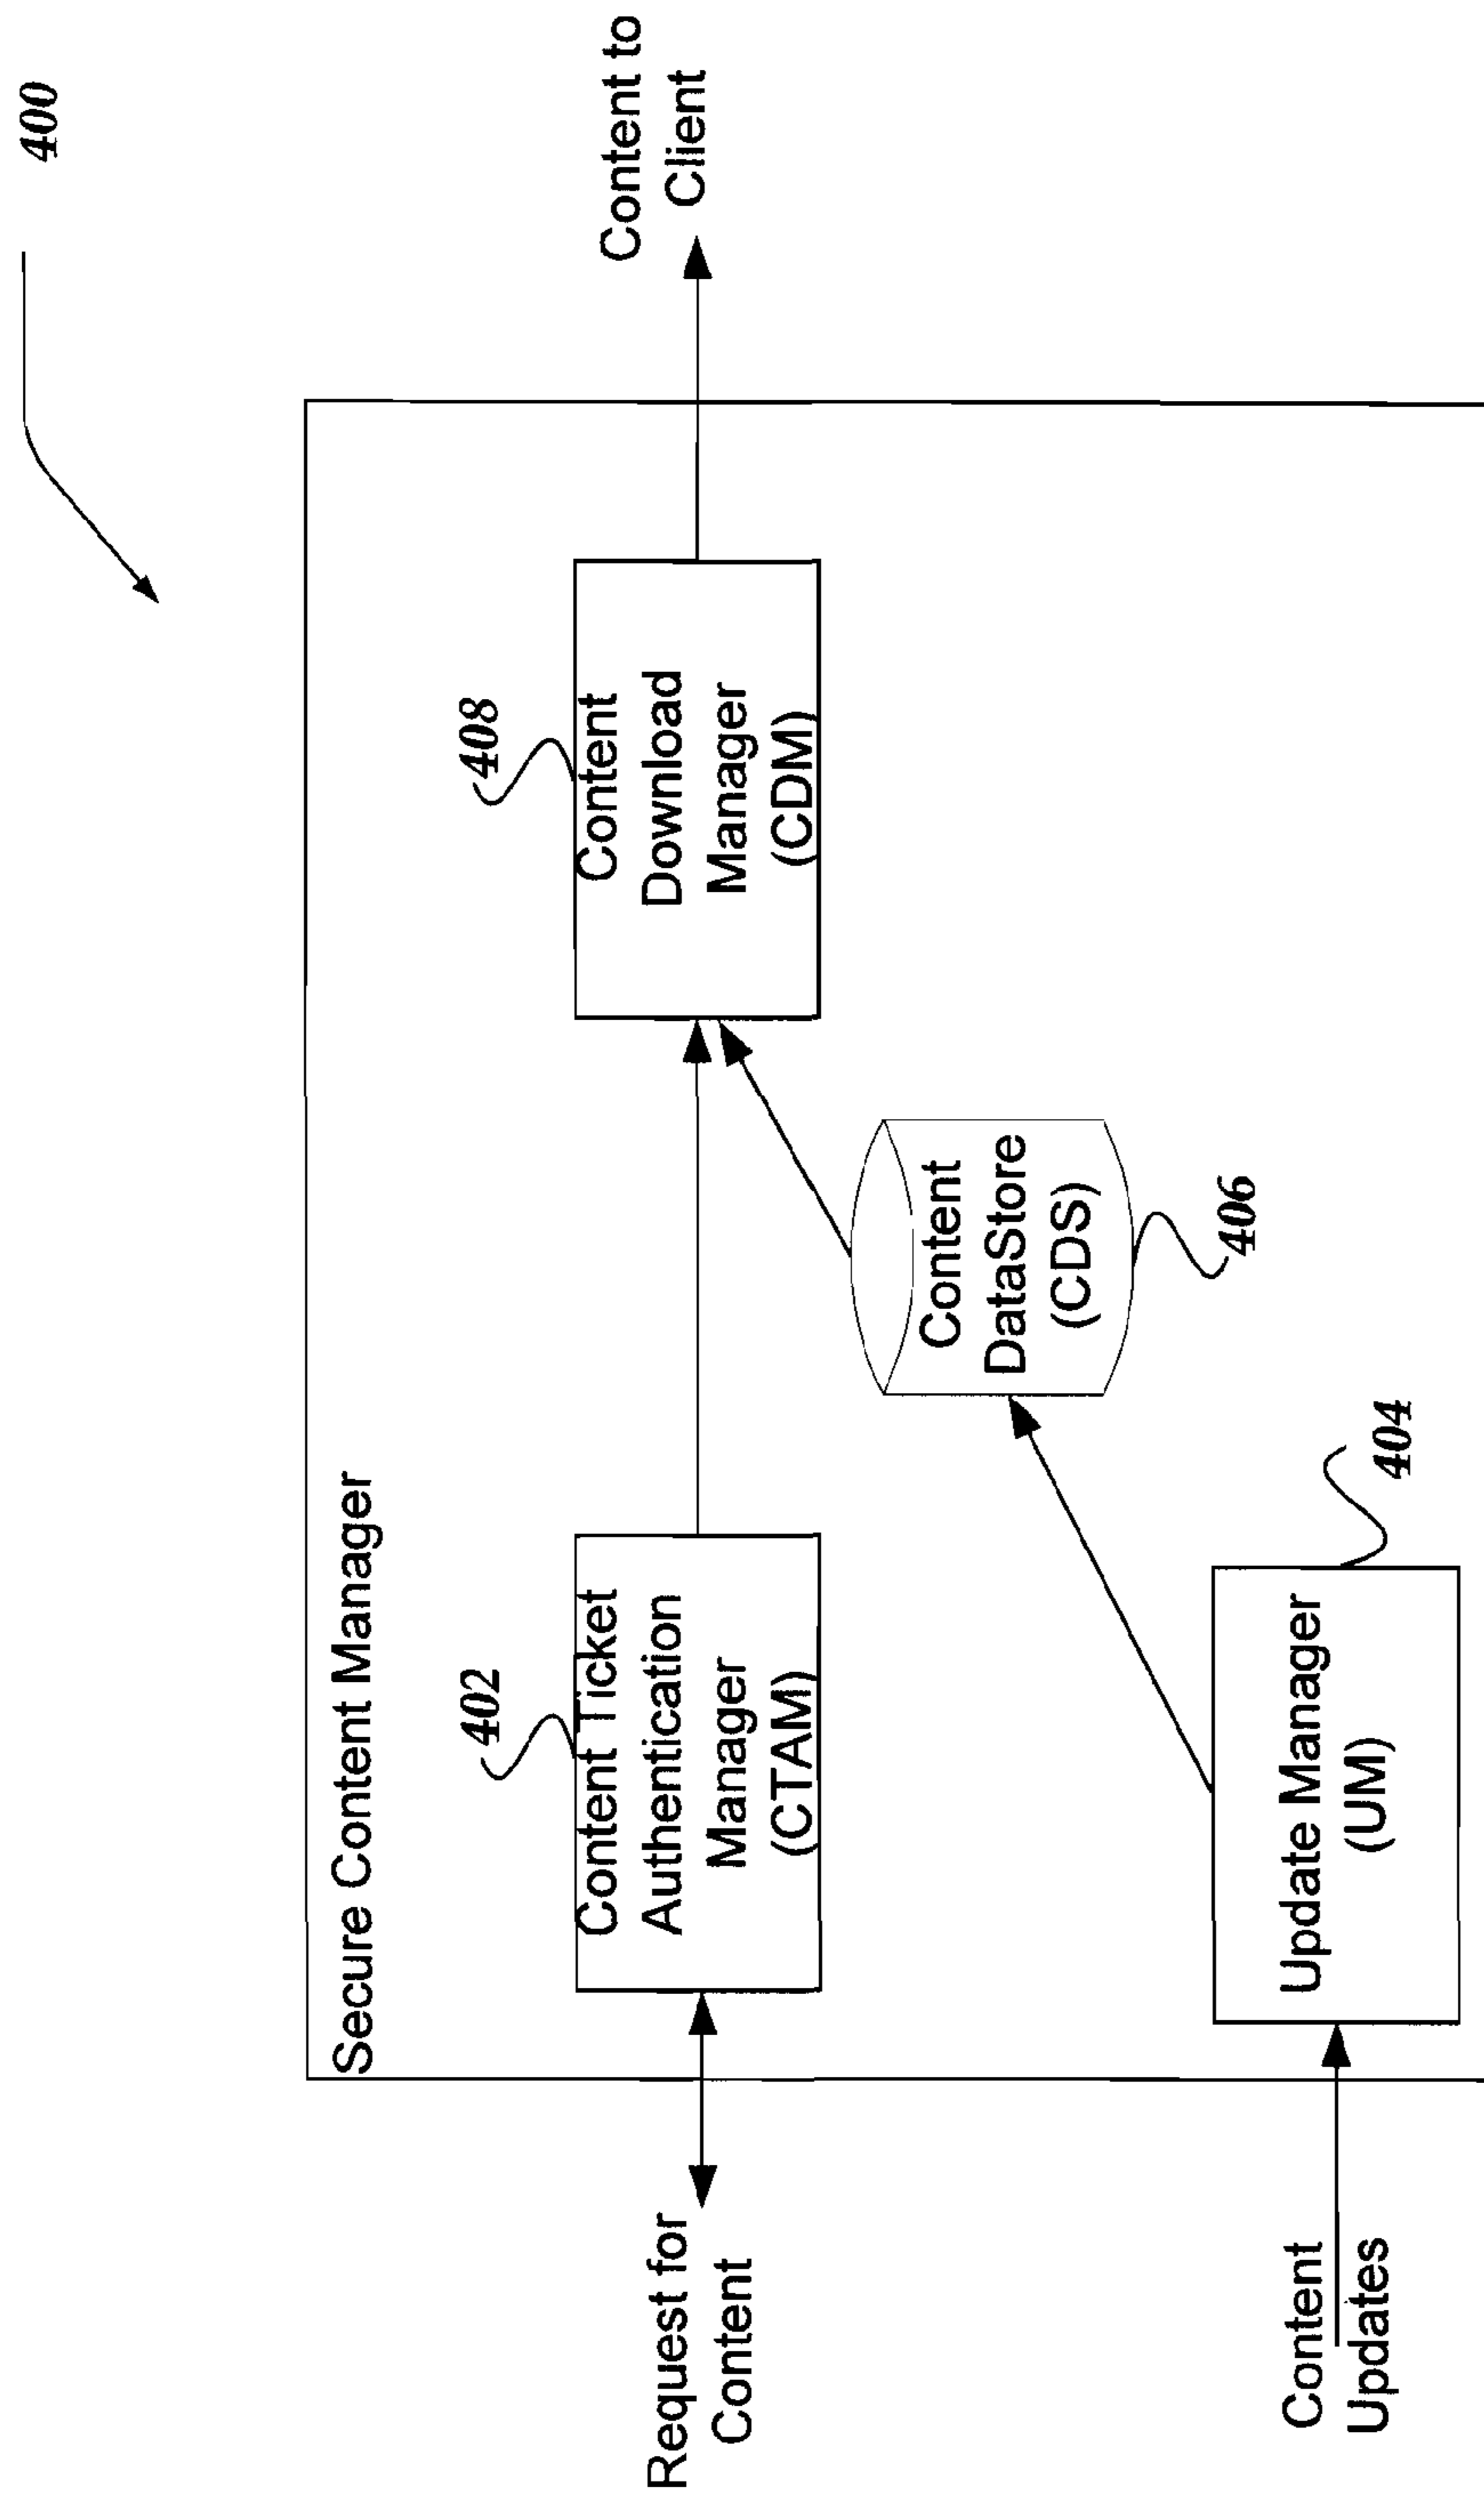 400
Secure Content Manager
402
408
Content Ticket
Authentication
Manager
(CTAM)
Content
Download
Manager
(CDM)
Request for
Content
Content to
Client
Content
DataStore
(CDS)
406
404
Update Manager
(UM)
Content
Updates